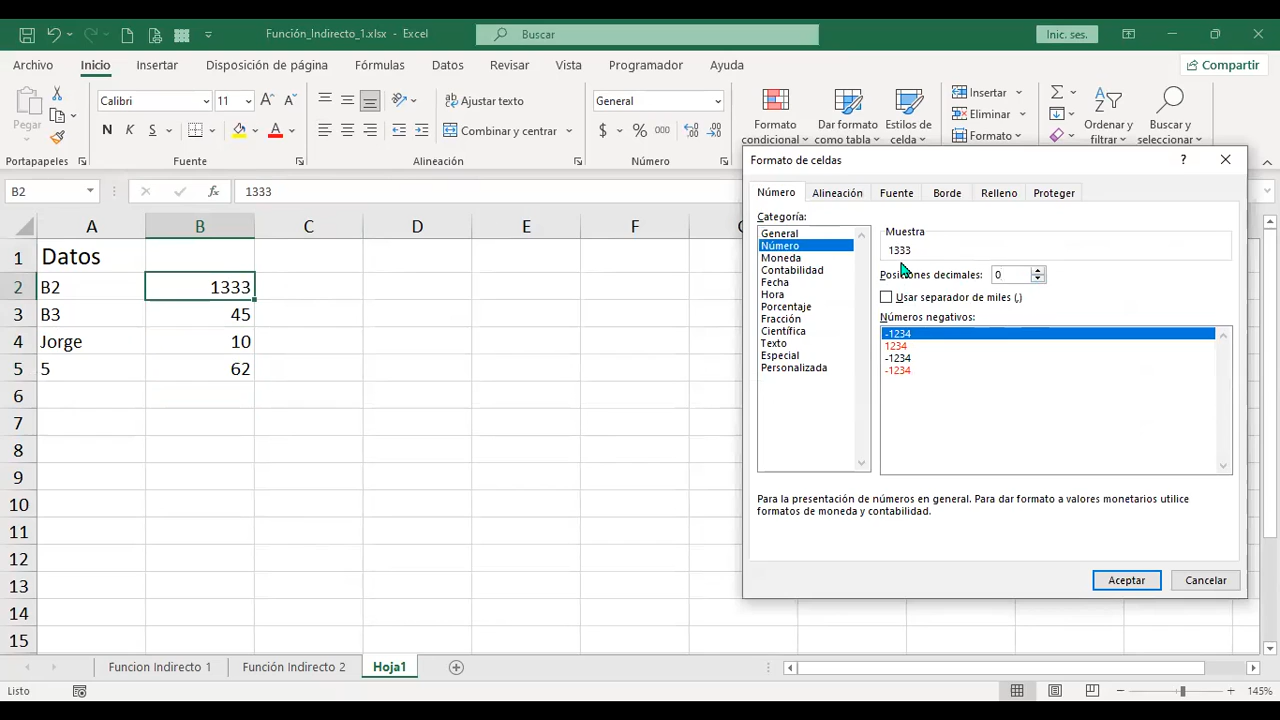 Función_Indirecto_1.xlsx - Excel
Buscar
Inic. ses.
Archivo
Inicio
Insertar
Disposición de página
Fórmulas
Datos
Revisar
Vista
Programador
Ayuda
Compartir
Pegar
Calibri
11
N K S
Ajustar texto
Combinar y centrar
General
$ % 000
Formato condicional
Dar formato como tabla
Estilos de celda
Insertar
Eliminar
Formato
Ordenar y filtrar
Buscar y seleccionar
Portapapeles
Fuente
Alineación
Número
B2
fx
1333
A B C D E F
1 Datos
2 B2 1333
3 B3 45
4 Jorge 10
5 5 62
6
7
8
9
10
11
12
13
14
15
Formato de celdas
?
Número Alineación Fuente Borde Relleno Proteger
Categoría:
General
Número
Moneda
Contabilidad
Fecha
Hora
Porcentaje
Fracción
Científica
Texto
Especial
Personalizada
Muestra
1333
Posiciones decimales: 0
Usar separador de miles (,)
Números negativos:
-1234
1234
-1234
-1234
Para la presentación de números en general. Para dar formato a valores monetarios utilice
formatos de moneda y contabilidad.
Aceptar
Cancelar
Funcion Indirecto 1
Función Indirecto 2
Hoja1
Listo
145%